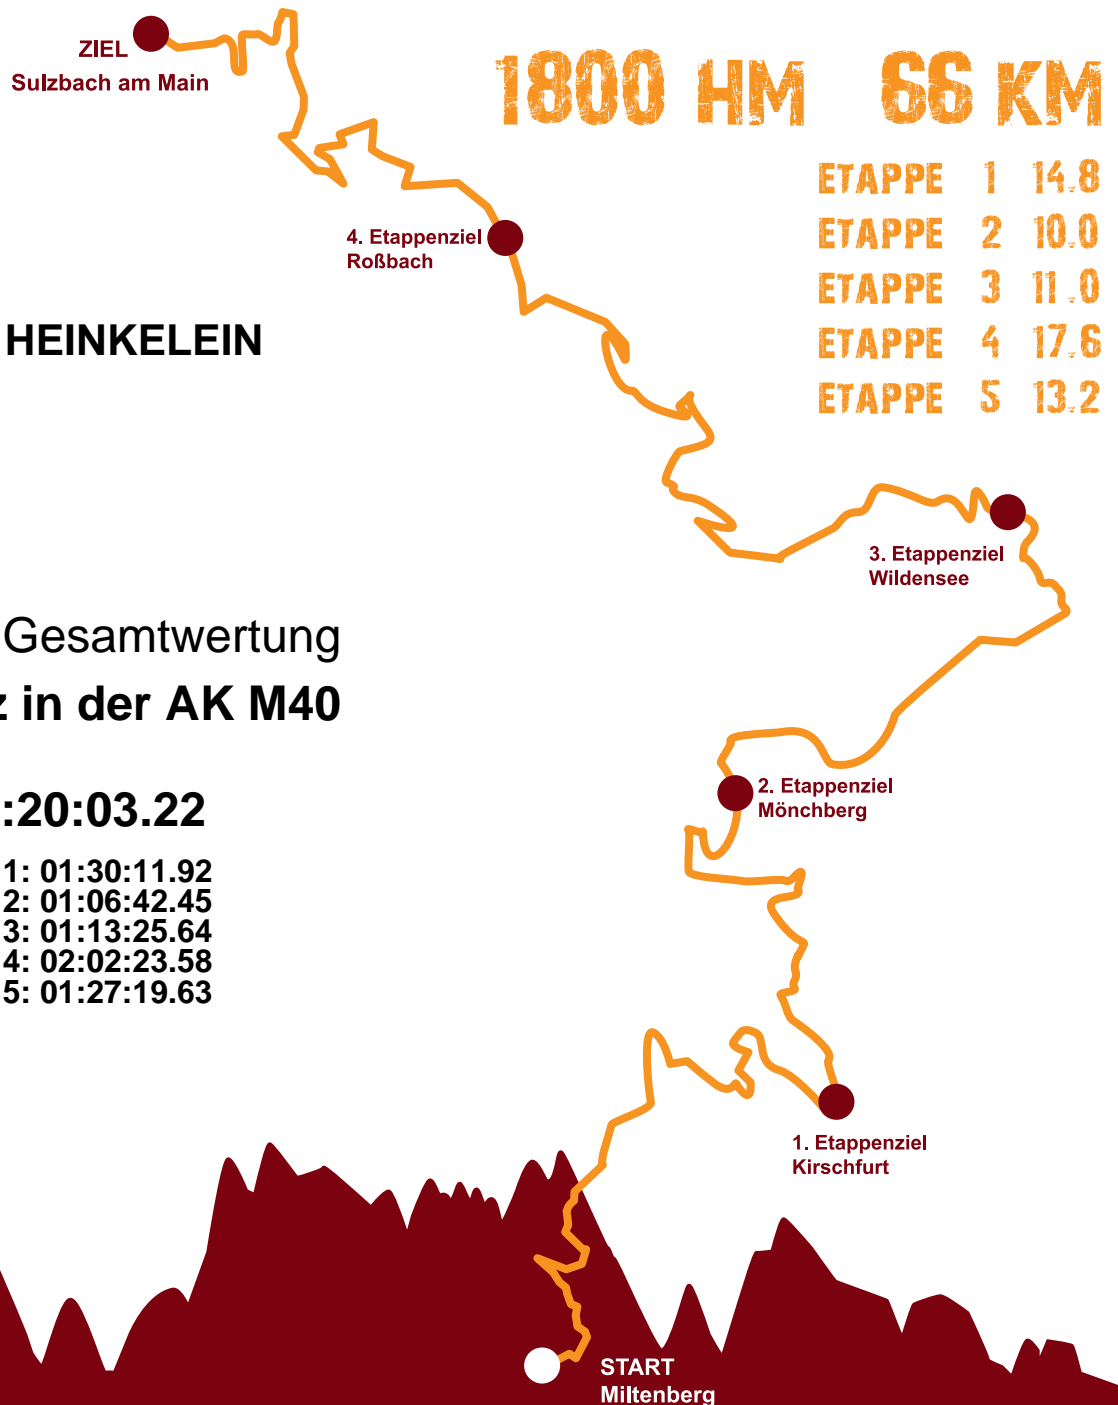 ZIEL
Sulzbach am Main
1800 HM 66 KM
ETAPPE 1 14.8
ETAPPE 2 10.0
ETAPPE 3 11.0
ETAPPE 4 17.6
ETAPPE 5 13.2
4. Etappenziel
Roßbach
HEINKELEIN
3. Etappenziel
Wildensee
Gesamtwertung
z in der AK M40
2. Etappenziel
Mönchberg
:20:03.22
1: 01:30:11.92
2: 01:06:42.45
3: 01:13:25.64
4: 02:02:23.58
5: 01:27:19.63
1. Etappenziel
Kirschfurt
START
Miltenberg